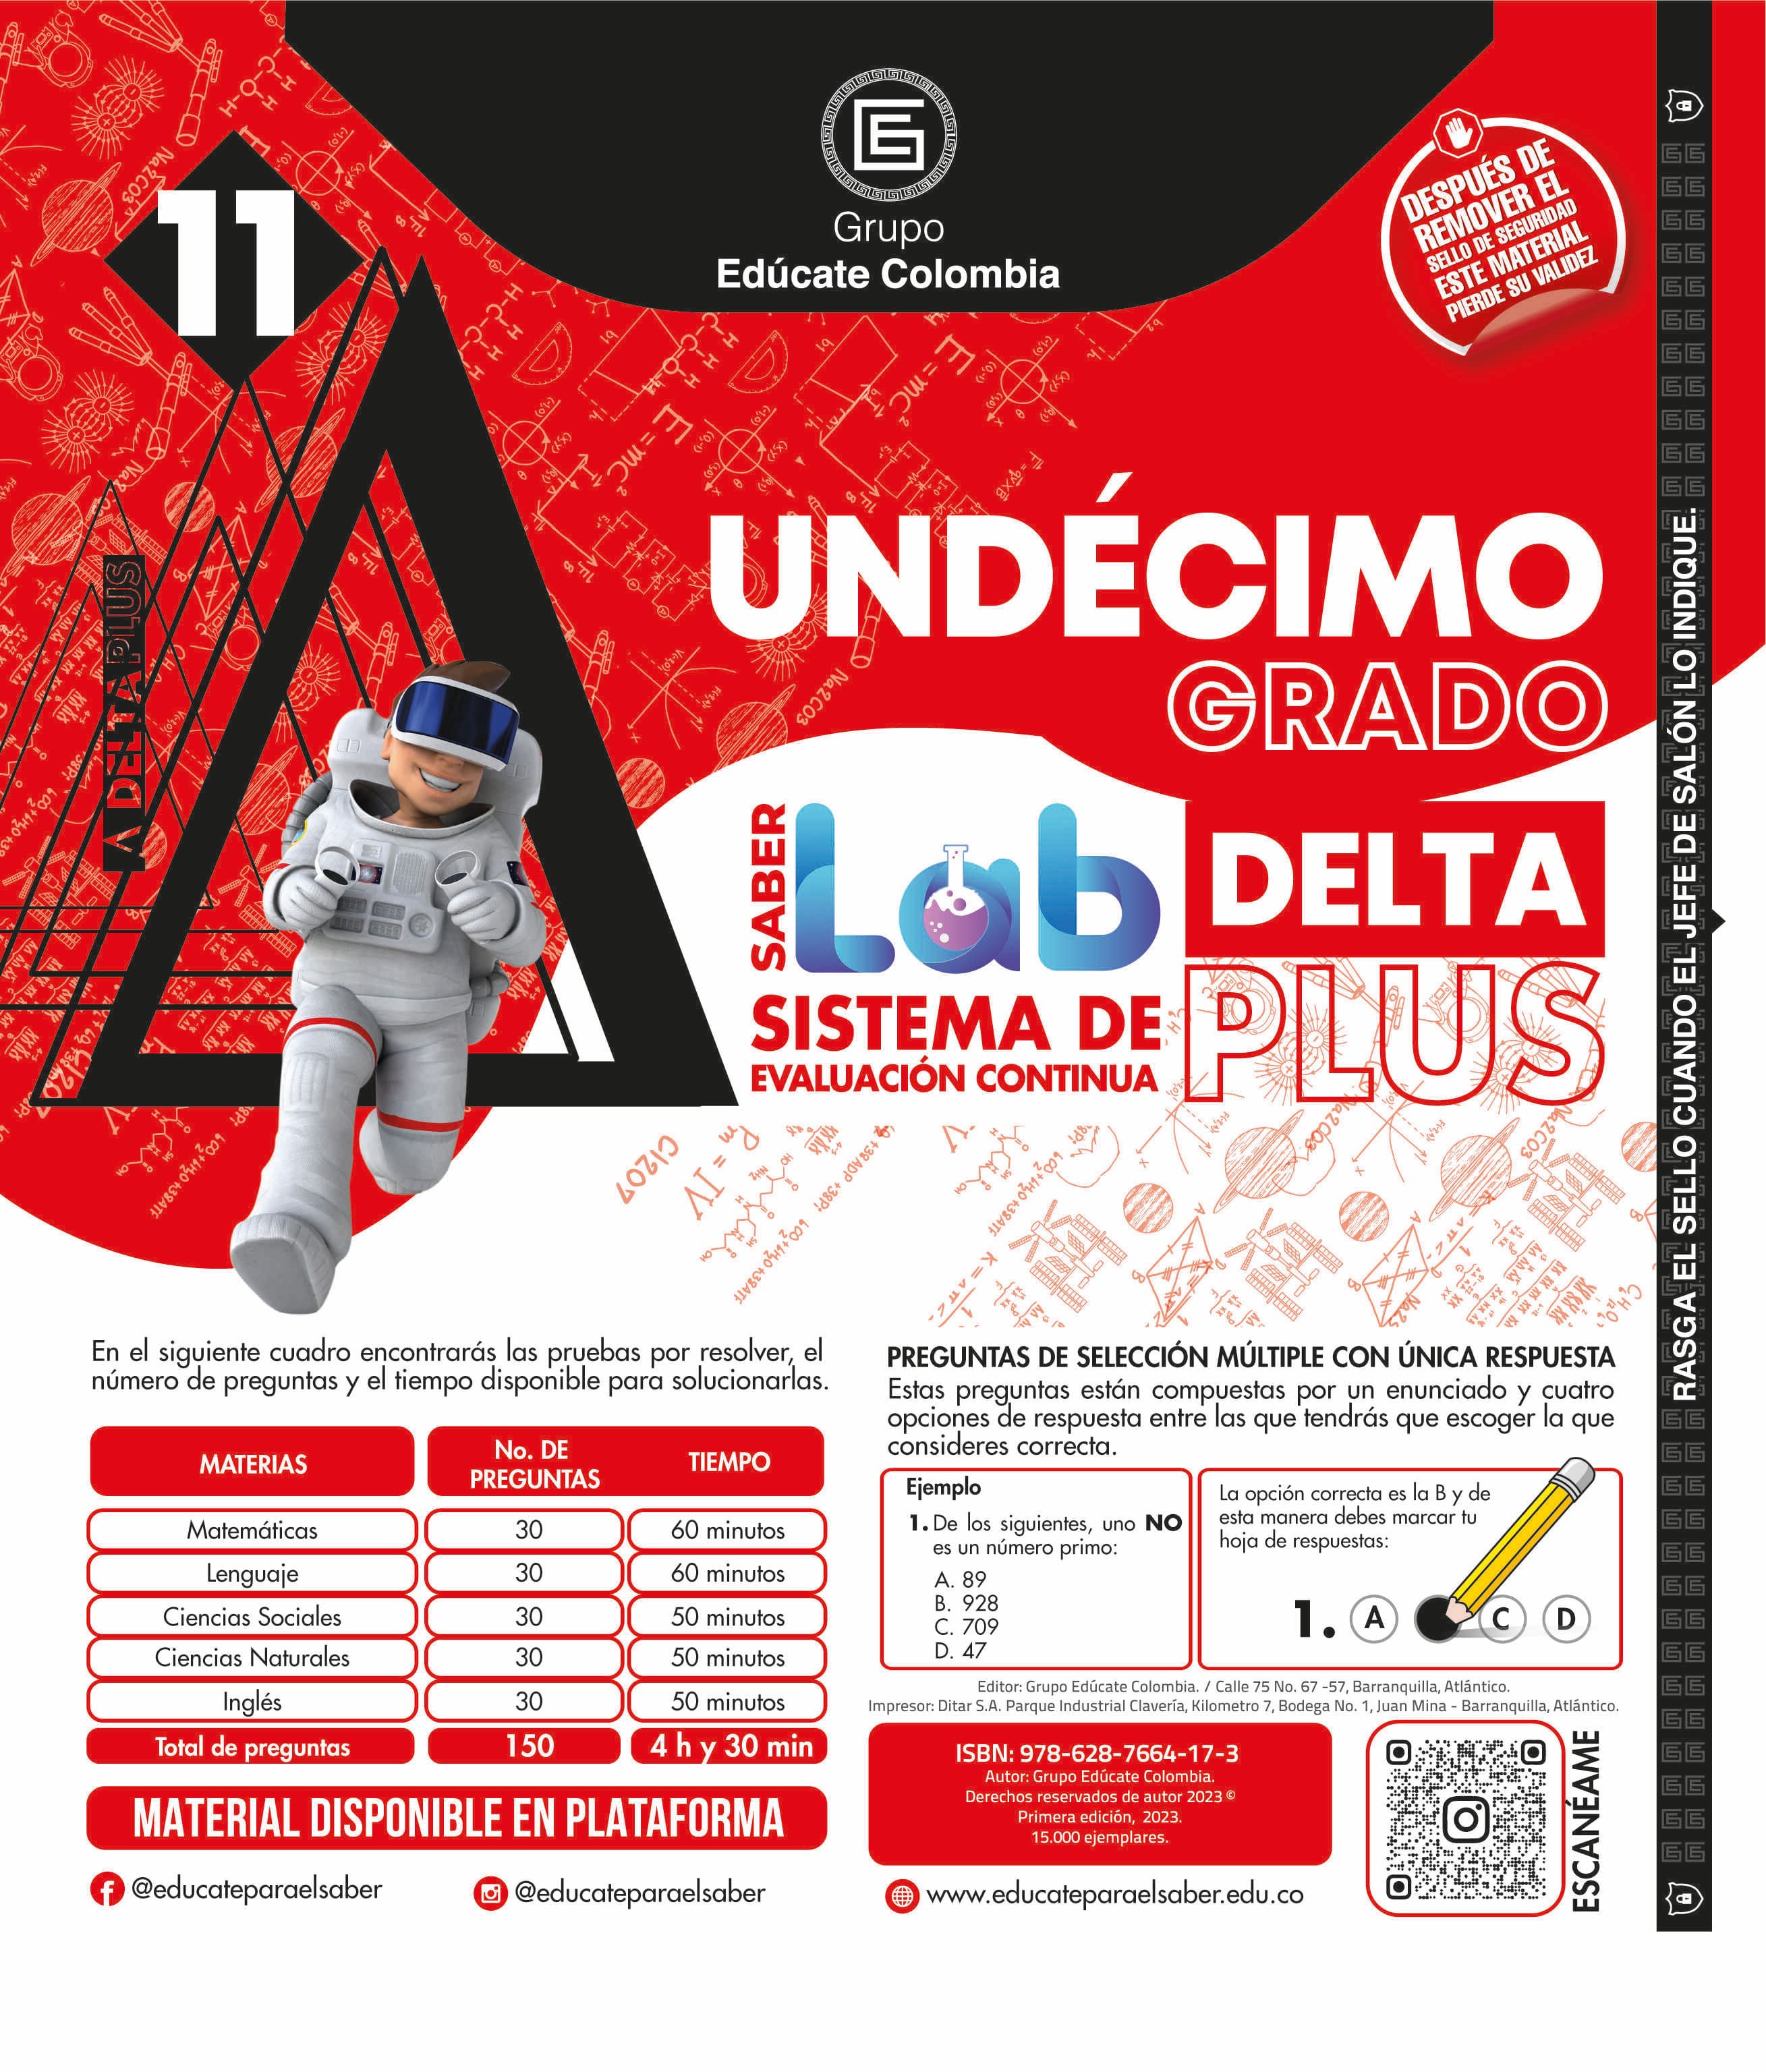 11
Grupo
Edúcate Colombia
DESPUÉS DE
REMOVER EL
SELLO DE SEGURIDAD
ESTE MATERIAL
PIERDE SU VALIDEZ
UNDÉCIMO
GRADO
DELTA PLUS
SABER
Lab
DELTA
PLUS
SISTEMA DE
EVALUACIÓN CONTINUA
RASGA EL SELLO CUANDO EL JEFE DE SALÓN LO INDIQUE.
En el siguiente cuadro encontrarás las pruebas por resolver, el
número de preguntas y el tiempo disponible para solucionarlas.
MATERIAS No. DE PREGUNTAS TIEMPO
Matemáticas 30 60 minutos
Lenguaje 30 60 minutos
Ciencias Sociales 30 50 minutos
Ciencias Naturales 30 50 minutos
Inglés 30 50 minutos
Total de preguntas 150 4 h y 30 min
MATERIAL DISPONIBLE EN PLATAFORMA
@educateparaelsaber @educateparaelsaber
PREGUNTAS DE SELECCIÓN MÚLTIPLE CON ÚNICA RESPUESTA
Estas preguntas están compuestas por un enunciado y cuatro
opciones de respuesta entre las que tendrás que escoger la que
consideres correcta.
Ejemplo
1. De los siguientes, uno NO
es un número primo:
A. 89
B. 928
C. 709
D. 47
La opción correcta es la B y de
esta manera debes marcar tu
hoja de respuestas:
1. A C D
Editor: Grupo Edúcate Colombia. / Calle 75 No. 67 -57, Barranquilla, Atlántico.
Impresor: Ditar S.A. Parque Industrial Clavería, Kilometro 7, Bodega No. 1, Juan Mina - Barranquilla, Atlántico.
ISBN: 978-628-7664-17-3
Autor: Grupo Edúcate Colombia.
Derechos reservados de autor 2023 ©
Primera edición, 2023.
15.000 ejemplares.
ESCANÉAME
www.educateparaelsaber.edu.co